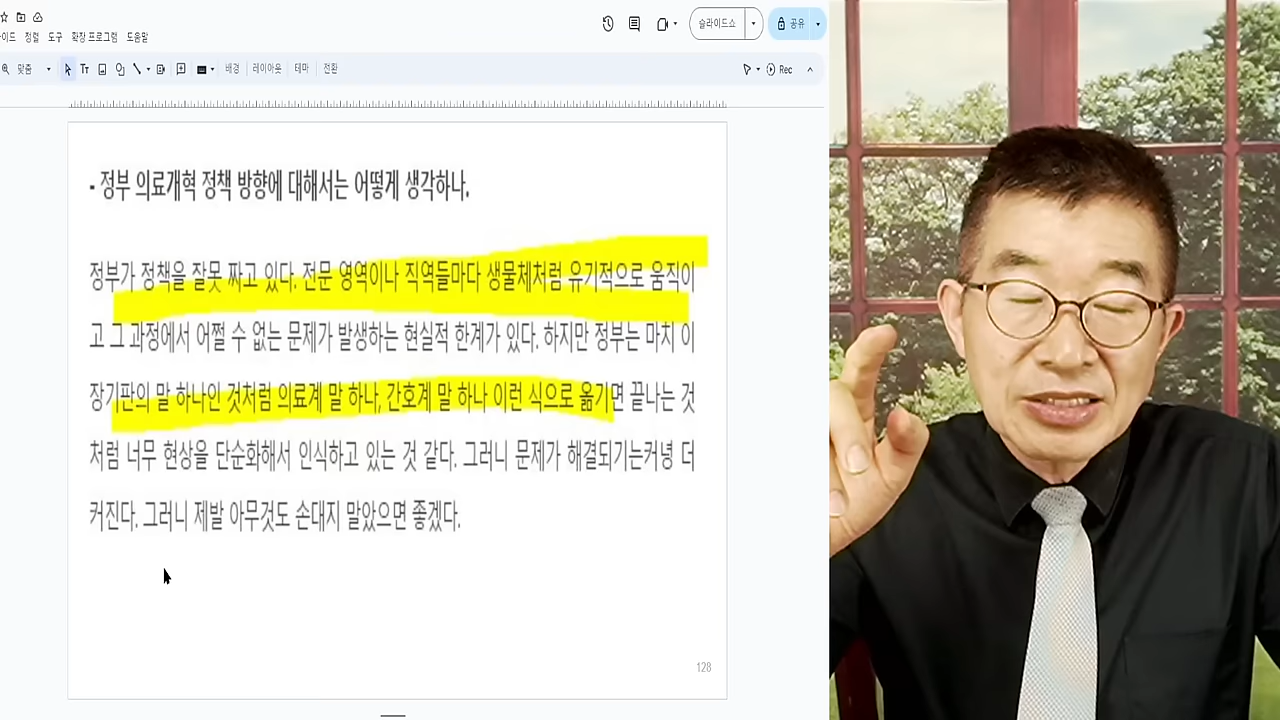 이드 정렬 도구 확장 프로그램 도움말
슬라이드쇼
공유
맞춤
배경 레이아웃 테마 전환
Rec
- 정부 의료개혁 정책 방향에 대해서는 어떻게 생각하나.
정부가 정책을 잘못 짜고 있다. 전문 영역이나 직역들마다 생물체처럼 유기적으로 움직이
고 그 과정에서 어쩔 수 없는 문제가 발생하는 현실적 한계가 있다. 하지만 정부는 마치 이
장기판의 말 하나인 것처럼 의료계 말 하나, 간호계 말 하나 이런 식으로 옮기면 끝나는 것
처럼 너무 현상을 단순화해서 인식하고 있는 것 같다. 그러니 문제가 해결되기는커녕 더
커진다. 그러니 제발 아무것도 손대지 말았으면 좋겠다.
128